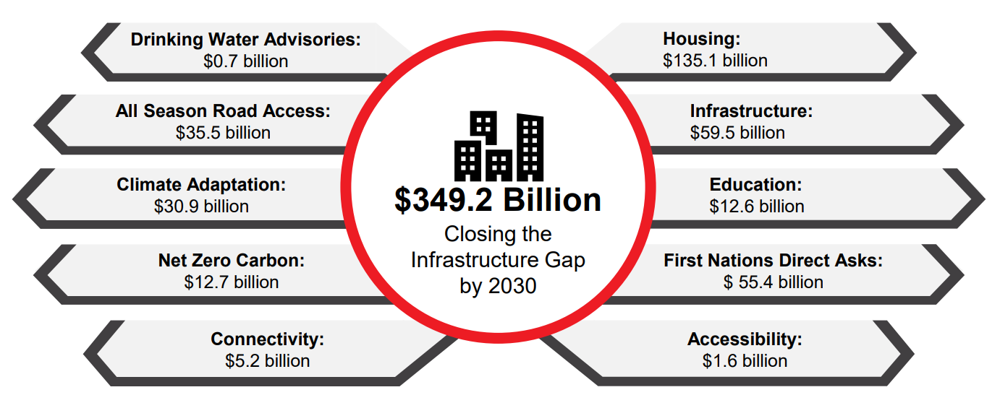 Drinking Water Advisories:
$0.7 billion
All Season Road Access:
$35.5 billion
Climate Adaptation:
$30.9 billion
Net Zero Carbon:
$12.7 billion
Connectivity:
$5.2 billion
$349.2 Billion
Closing the
Infrastructure Gap
by 2030
Housing:
$135.1 billion
Infrastructure:
$59.5 billion
Education:
$12.6 billion
First Nations Direct Asks:
$ 55.4 billion
Accessibility:
$1.6 billion